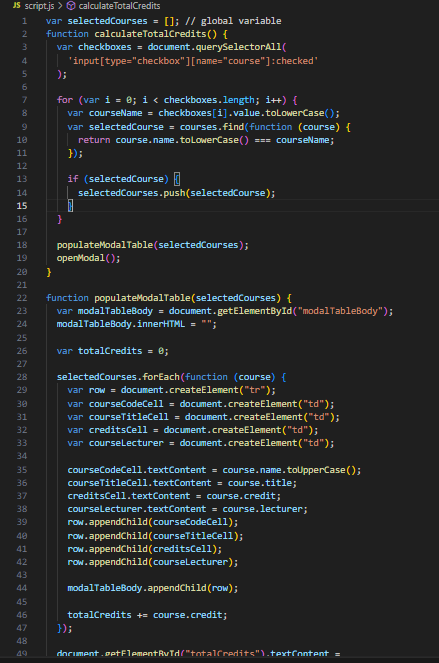 JS script.js > calculateTotalCredits
1 var selectedCourses = []; // global variable
2 function calculateTotalCredits() {
3   var checkboxes = document.querySelectorAll(
4     'input[type="checkbox"][name="course"]:checked'
5   );
6
7   for (var i = 0; i < checkboxes.length; i++) {
8     var courseName = checkboxes[i].value.toLowerCase();
9     var selectedCourse = courses.find(function (course) {
10       return course.name.toLowerCase() === courseName;
11     });
12
13     if (selectedCourse) {
14       selectedCourses.push(selectedCourse);
15     }
16   }
17
18   populateModalTable(selectedCourses);
19   openModal();
20 }
21
22 function populateModalTable(selectedCourses) {
23   var modalTableBody = document.getElementById("modalTableBody");
24   modalTableBody.innerHTML = "";
25
26   var totalCredits = 0;
27
28   selectedCourses.forEach(function (course) {
29     var row = document.createElement("tr");
30     var courseCodeCell = document.createElement("td");
31     var courseTitleCell = document.createElement("td");
32     var creditsCell = document.createElement("td");
33     var courseLecturer = document.createElement("td");
34
35     courseCodeCell.textContent = course.name.toUpperCase();
36     courseTitleCell.textContent = course.title;
37     creditsCell.textContent = course.credit;
38     courseLecturer.textContent = course.lecturer;
39     row.appendChild(courseCodeCell);
40     row.appendChild(courseTitleCell);
41     row.appendChild(creditsCell);
42     row.appendChild(courseLecturer);
43
44     modalTableBody.appendChild(row);
45
46     totalCredits += course.credit;
47   });
48
49   document.getElementById("totalCredits").textContent =